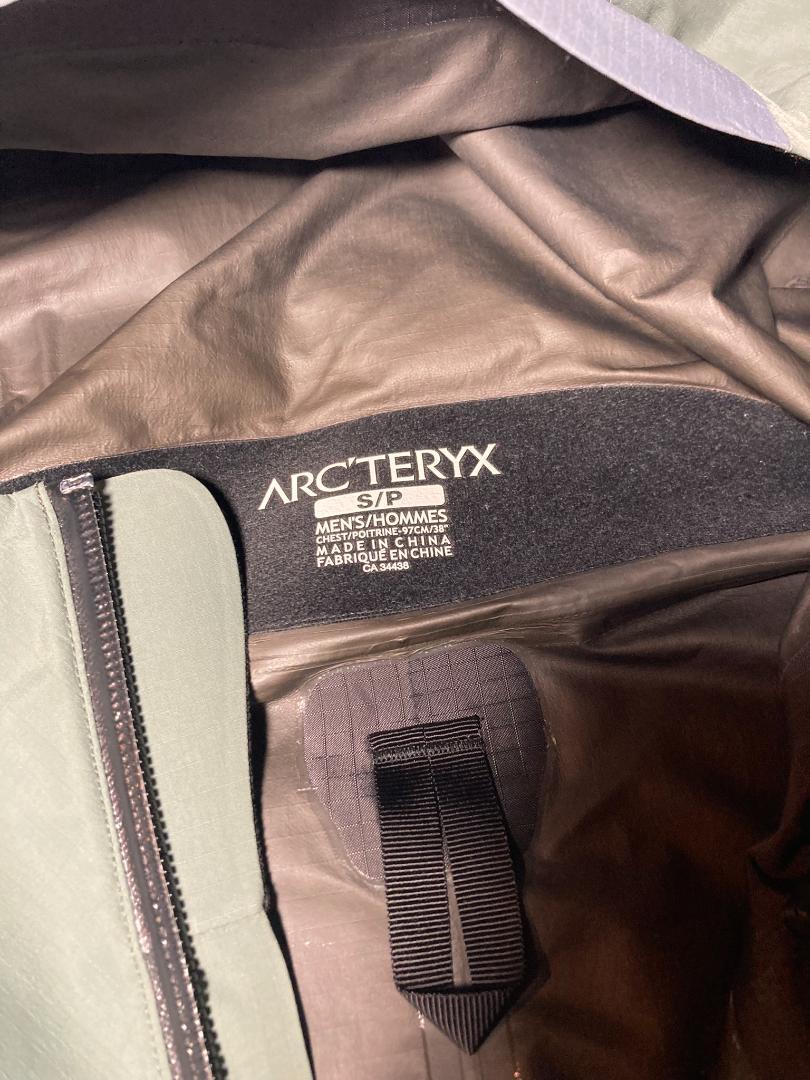 ARC'TERYX
S/P
MEN'S/HOMMES
CHEST/POITRINE-97CM/38"
MADE IN CHINA
FABRIQUÉ EN CHINE
CA 34438